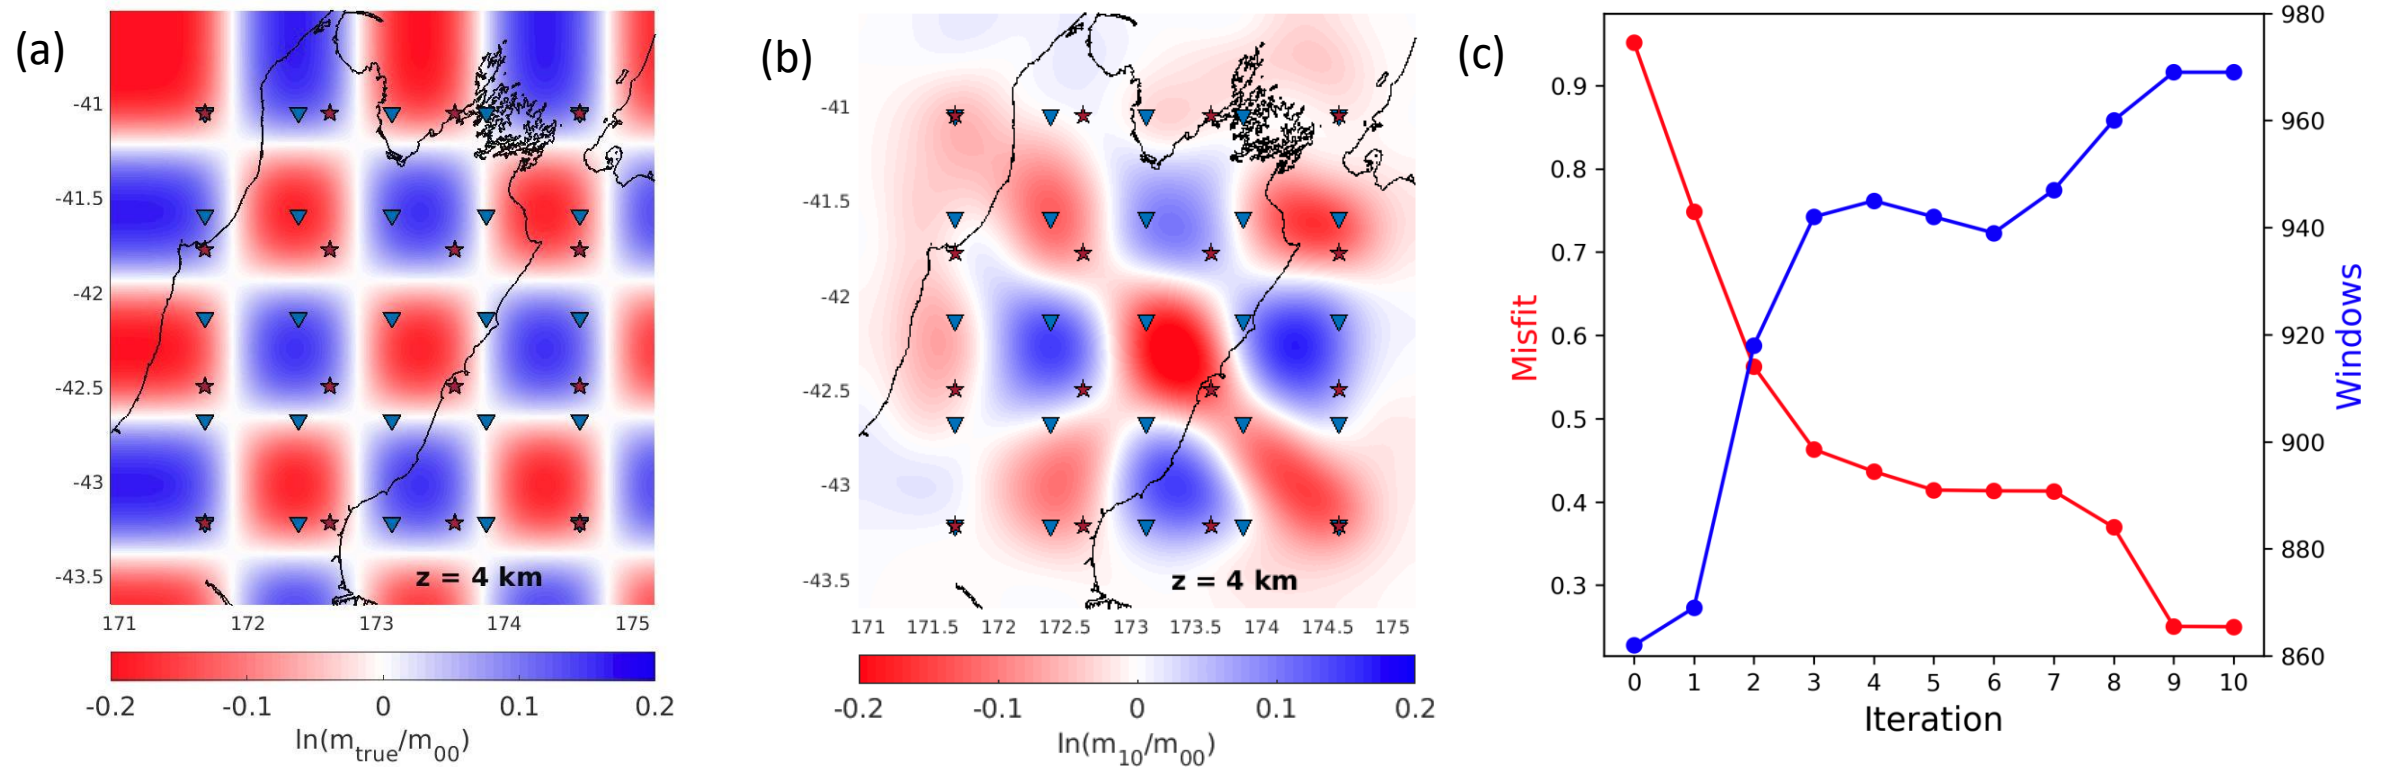 (a)
-41
-41.5
-42
-42.5
-43
-43.5
z = 4 km
171 172 173 174 175
-0.2 -0.1 0 0.1 0.2
ln(m_true/m_00)
(b)
-41
-41.5
-42
-42.5
-43
-43.5
z = 4 km
171 171.5 172 172.5 173 173.5 174 174.5 175
-0.2 -0.1 0 0.1 0.2
ln(m_10/m_00)
(c)
Misfit
0.9
0.8
0.7
0.6
0.5
0.4
0.3
980
960
940
920
900
880
860
Windows
0 1 2 3 4 5 6 7 8 9 10
Iteration